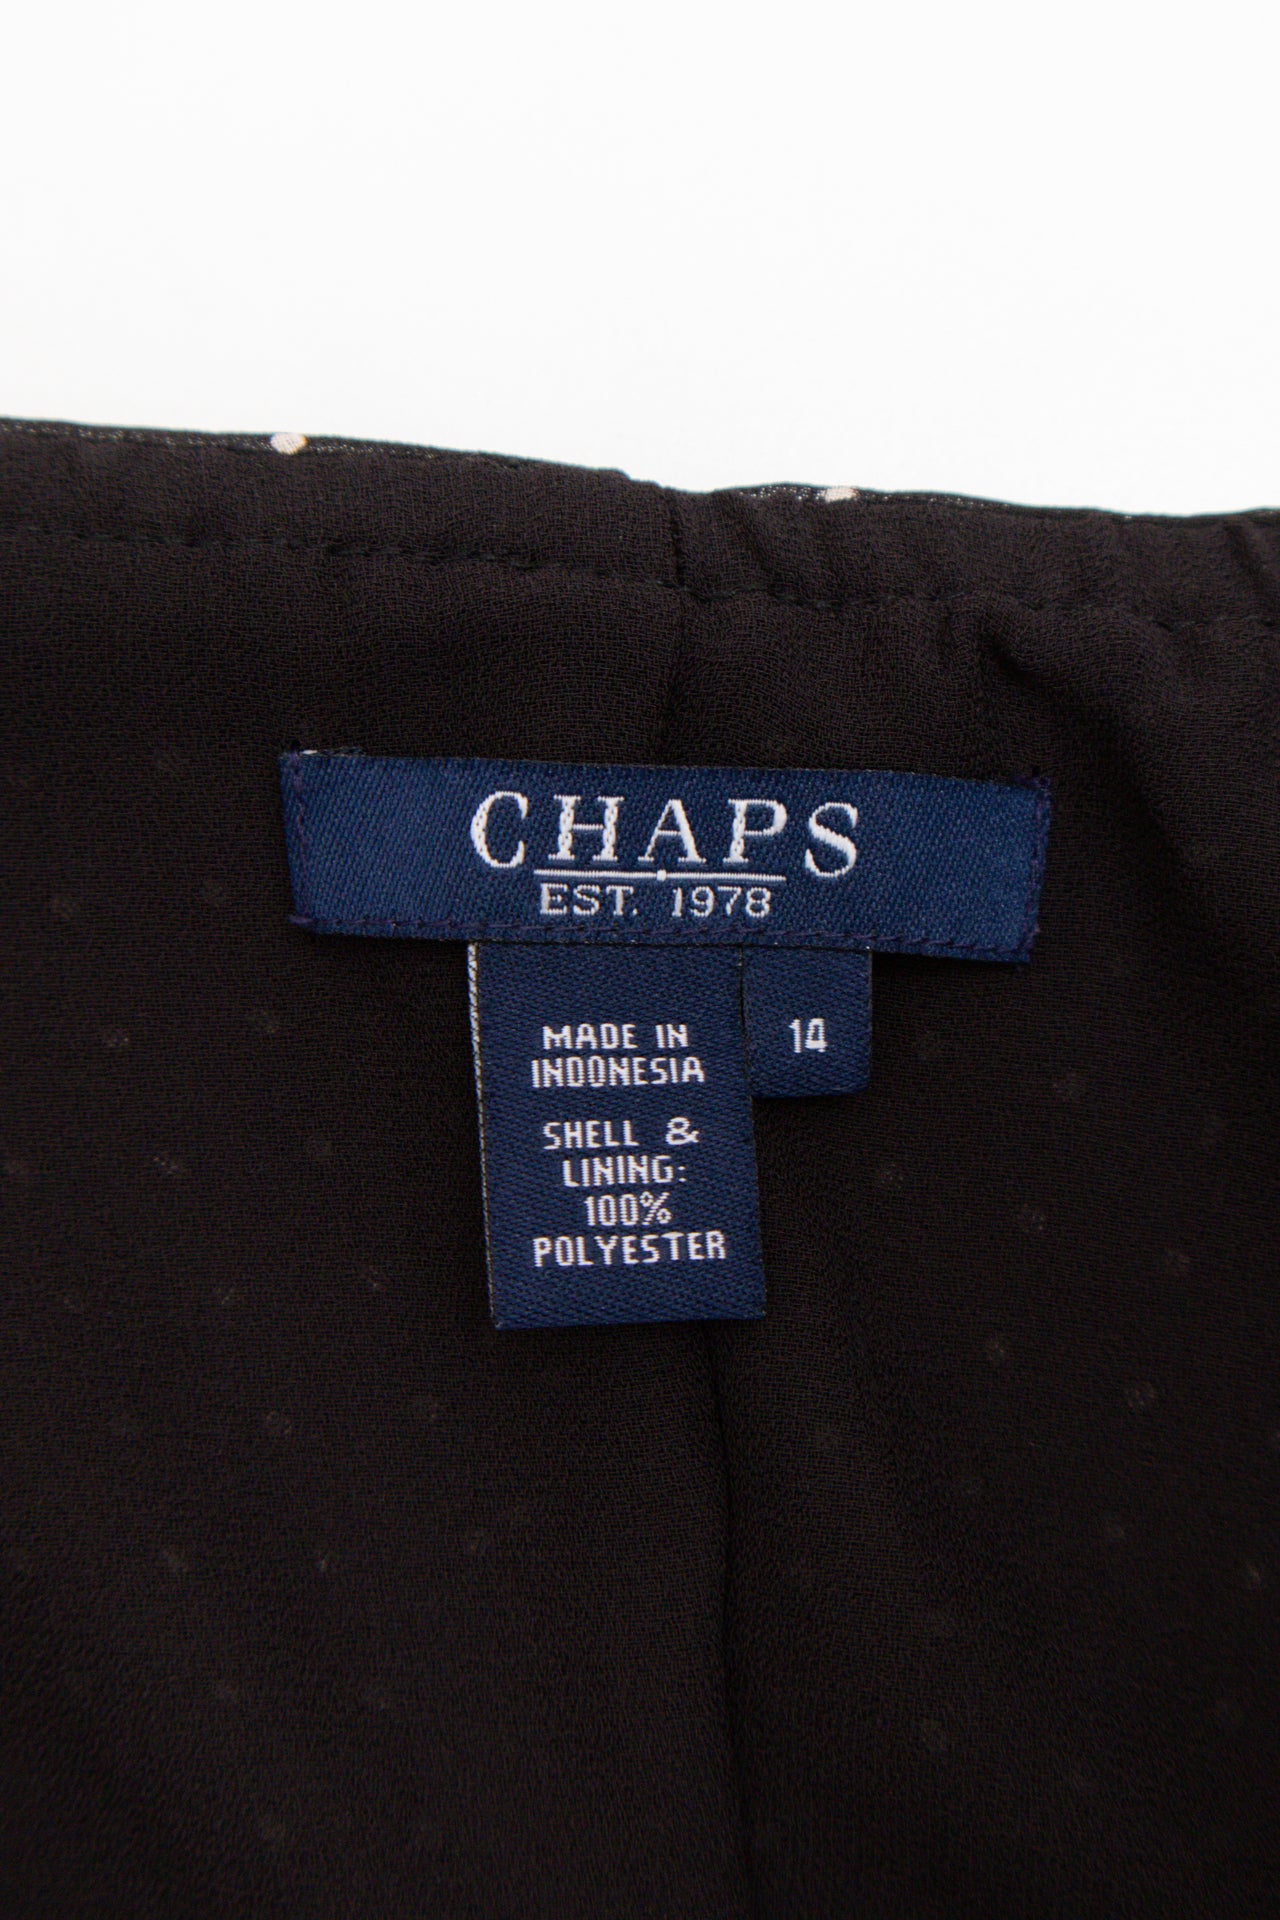 CHAPS
EST. 1978
MADE IN
INDONESIA
SHELL &
LINING:
100%
POLYESTER
14